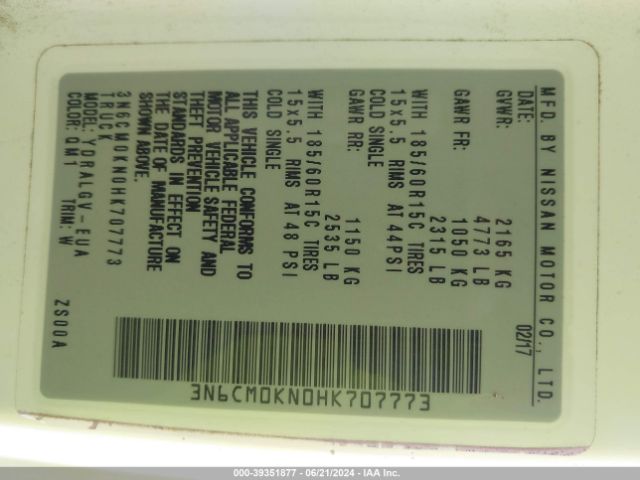 MFD. BY NISSAN MOTOR CO., LTD.
DATE: 02/17
GVWR: 2165 KG
4773 LB
GAWR FR: 1050 KG
2315 LB
WITH 185/60R15C TIRES
15x5.5 RIMS AT 44PSI
COLD SINGLE
GAWR RR: 1150 KG
2535 LB
WITH 185/60R15C TIRES
15x5.5 RIMS AT 48 PSI
COLD SINGLE
THIS VEHICLE CONFORMS TO
ALL APPLICABLE FEDERAL
MOTOR VEHICLE SAFETY AND
THEFT PREVENTION
STANDARDS IN EFFECT ON
THE DATE OF MANUFACTURE
SHOWN ABOVE.
3N6CM0KN0HK707773
TRUCK
MODEL: YDRALGV-EUA
COLOR: QM1 TRIM: W ZS00A
3N6CM0KN0HK707773
000-39351877 - 06/21/2024 - IAA Inc.